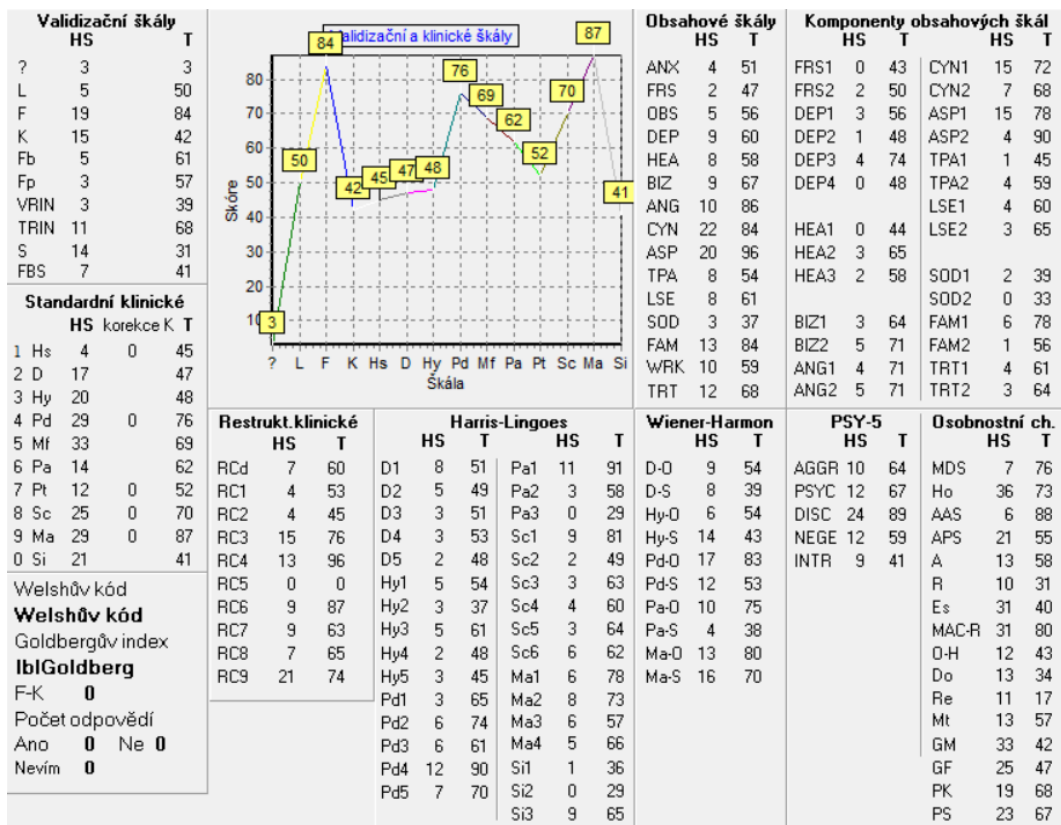 Validizační škály
HS T
? 3 3
L 5 50
F 19 84
K 15 42
Fb 5 61
Fp 3 57
VRIN 3 39
TRIN 11 68
S 14 31
FBS 7 41
Standardní klinické
HS korekce K T
1 Hs 4 0 45
2 D 17 47
3 Hy 20 48
4 Pd 29 0 76
5 Mf 33 69
6 Pa 14 62
7 Pt 12 0 52
8 Sc 25 0 70
9 Ma 29 0 87
0 Si 21 41
Welshův kód
Welshův kód
Goldbergův index
lblGoldberg
F-K 0
Počet odpovědí
Ano 0 Ne 0
Nevím 0
alidizační a klinické škály
Skóre
80
70
60
50
40
30
20
10
3
50
84
42
45
47
48
76
69
62
52
70
87
41
? L F K Hs D Hy Pd Mf Pa Pt Sc Ma Si
Škála
Obsahové škály
HS T
ANX 4 51
FRS 2 47
OBS 5 56
DEP 9 60
HEA 8 58
BIZ 9 67
ANG 10 86
CYN 22 84
ASP 20 96
TPA 8 54
LSE 8 61
SOD 3 37
FAM 13 84
WRK 10 59
TRT 12 68
Komponenty obsahových škál
HS T HS T
FRS1 0 43 CYN1 15 72
FRS2 2 50 CYN2 7 68
DEP1 3 56 ASP1 15 78
DEP2 1 48 ASP2 4 90
DEP3 4 74 TPA1 1 45
DEP4 0 48 TPA2 4 59
LSE1 4 60
HEA1 0 44 LSE2 3 65
HEA2 3 65
HEA3 2 58 SOD1 2 39
SOD2 0 33
BIZ1 3 64 FAM1 6 78
BIZ2 5 71 FAM2 1 56
ANG1 4 71 TRT1 4 61
ANG2 5 71 TRT2 3 64
Restrukt.klinické
HS T
RCd 7 60
RC1 4 53
RC2 4 45
RC3 15 76
RC4 13 96
RC5 0 0
RC6 9 87
RC7 9 63
RC8 7 65
RC9 21 74
Harris-Lingoes
HS T HS T
D1 8 51 Pa1 11 91
D2 5 49 Pa2 3 58
D3 3 51 Pa3 0 29
D4 3 53 Sc1 9 81
D5 2 48 Sc2 2 49
Hy1 5 54 Sc3 3 63
Hy2 3 37 Sc4 4 60
Hy3 5 61 Sc5 3 64
Hy4 2 48 Sc6 6 62
Hy5 3 45 Ma1 6 78
Pd1 3 65 Ma2 8 73
Pd2 6 74 Ma3 6 57
Pd3 6 61 Ma4 5 66
Pd4 12 90 Si1 1 36
Pd5 7 70 Si2 0 29
Si3 9 65
Wiener-Harmon
HS T
D-O 9 54
D-S 8 39
Hy-O 6 54
Hy-S 14 43
Pd-O 17 83
Pd-S 12 53
Pa-O 10 75
Pa-S 4 38
Ma-O 13 80
Ma-S 16 70
PSY-5
HS T
AGGR 10 64
PSYC 12 67
DISC 24 89
NEGE 12 59
INTR 9 41
Osobnostní ch.
HS T
MDS 7 76
Ho 36 73
AAS 6 88
APS 21 55
A 13 58
R 10 31
Es 31 40
MAC-R 31 80
O-H 12 43
Do 13 34
Re 11 17
Mt 13 57
GM 33 42
GF 25 47
PK 19 68
PS 23 67